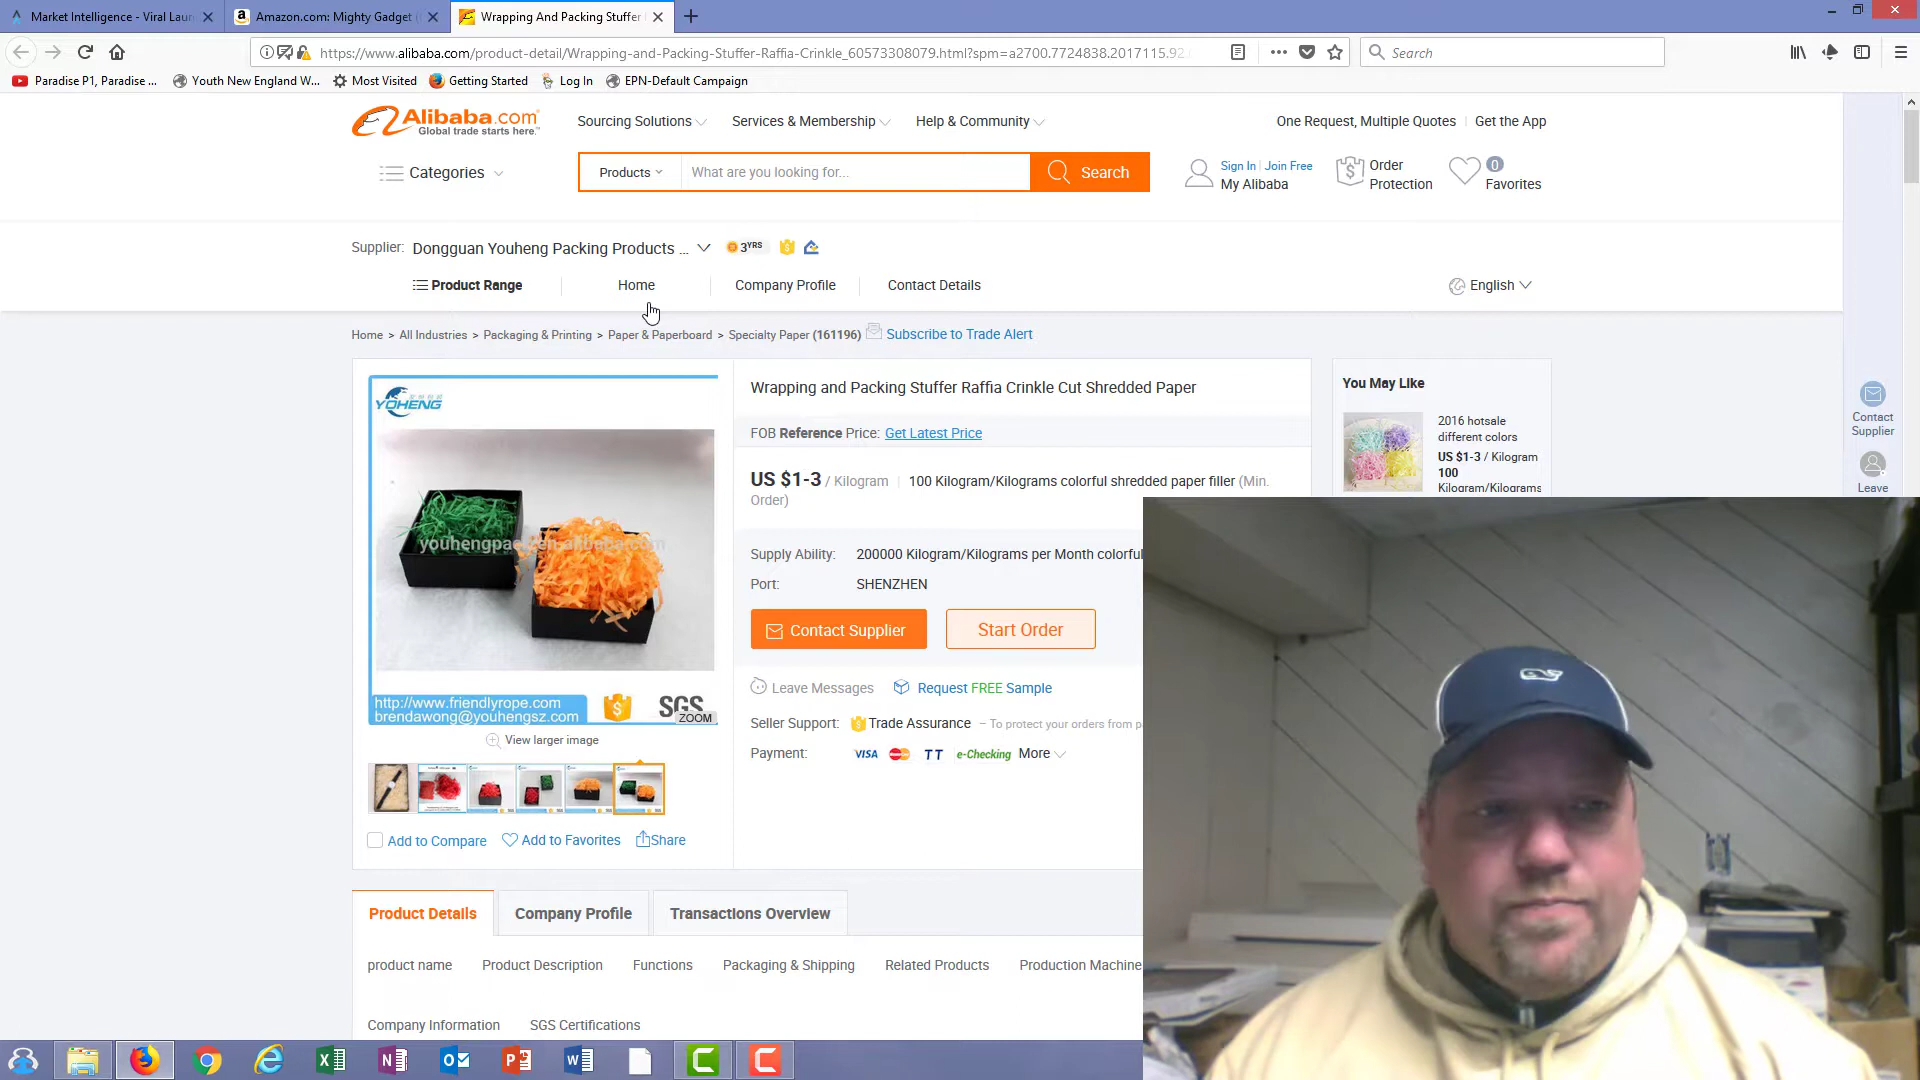 Market Intelligence - Viral Lau
Amazon.com: Mighty Gadget (
Wrapping And Packing Stuffer
https://www.alibaba.com/product-detail/Wrapping-and-Packing-Stuffer-Raffia-Crinkle_60573308079.html?spm=a2700.7724838.2017115.92
Search
Paradise P1, Paradise ...
Youth New England W...
Most Visited
Getting Started
Log In
EPN-Default Campaign
Alibaba.com
Global trade starts here.
Sourcing Solutions
Services & Membership
Help & Community
One Request, Multiple Quotes
Get the App
Categories
Products
What are you looking for...
Search
Sign In | Join Free
My Alibaba
Order
Protection
0
Favorites
Supplier: Dongguan Youheng Packing Products ...
3 YRS
Product Range
Home
Company Profile
Contact Details
English
Home > All Industries > Packaging & Printing > Paper & Paperboard > Specialty Paper (161196)
Subscribe to Trade Alert
YOHENG
youhengpack.en.alibaba.com
http://www.friendlyrope.com
brendawong@youhengsz.com
SGS
ZOOM
View larger image
Add to Compare
Add to Favorites
Share
Wrapping and Packing Stuffer Raffia Crinkle Cut Shredded Paper
FOB Reference Price: Get Latest Price
US $1-3 / Kilogram | 100 Kilogram/Kilograms colorful shredded paper filler (Min.
Order)
Supply Ability: 200000 Kilogram/Kilograms per Month colorful
Port: SHENZHEN
Contact Supplier
Start Order
Leave Messages
Request FREE Sample
Seller Support: Trade Assurance – To protect your orders from p
Payment: VISA TT e-Checking More
You May Like
2016 hotsale
different colors
US $1-3 / Kilogram
100
Kilogram/Kilograms
Contact
Supplier
Leave
Product Details
Company Profile
Transactions Overview
product name
Product Description
Functions
Packaging & Shipping
Related Products
Production Machine
Company Information
SGS Certifications